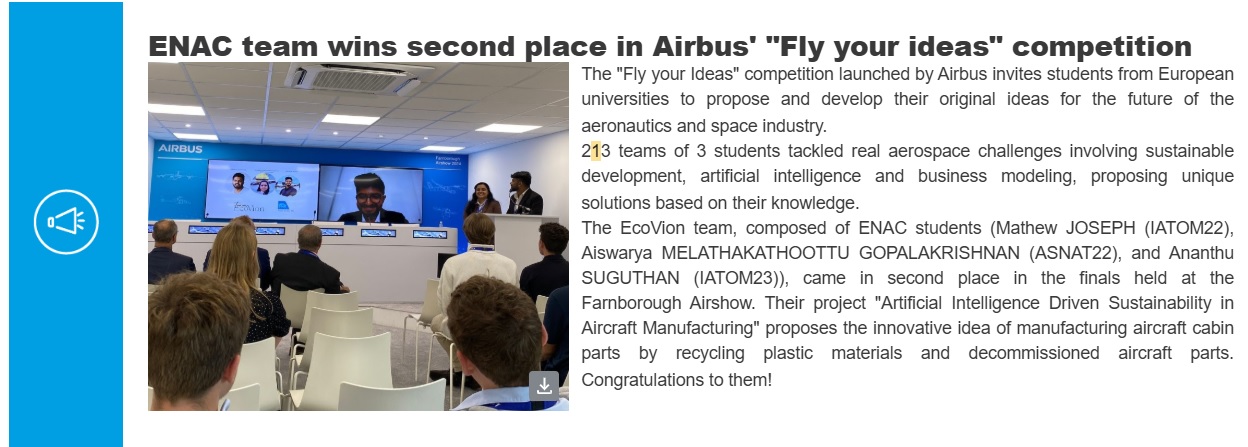 ENAC team wins second place in Airbus' "Fly your ideas" competition
The "Fly your Ideas" competition launched by Airbus invites students from European
universities to propose and develop their original ideas for the future of the
aeronautics and space industry.
213 teams of 3 students tackled real aerospace challenges involving sustainable
development, artificial intelligence and business modeling, proposing unique
solutions based on their knowledge.
The EcoVion team, composed of ENAC students (Mathew JOSEPH (IATOM22),
Aiswarya MELATHAKATHOOTTU GOPALAKRISHNAN (ASNAT22), and Ananthu
SUGUTHAN (IATOM23)), came in second place in the finals held at the
Farnborough Airshow. Their project "Artificial Intelligence Driven Sustainability in
Aircraft Manufacturing" proposes the innovative idea of manufacturing aircraft cabin
parts by recycling plastic materials and decommissioned aircraft parts.
Congratulations to them!
AIRBUS
Farnborough